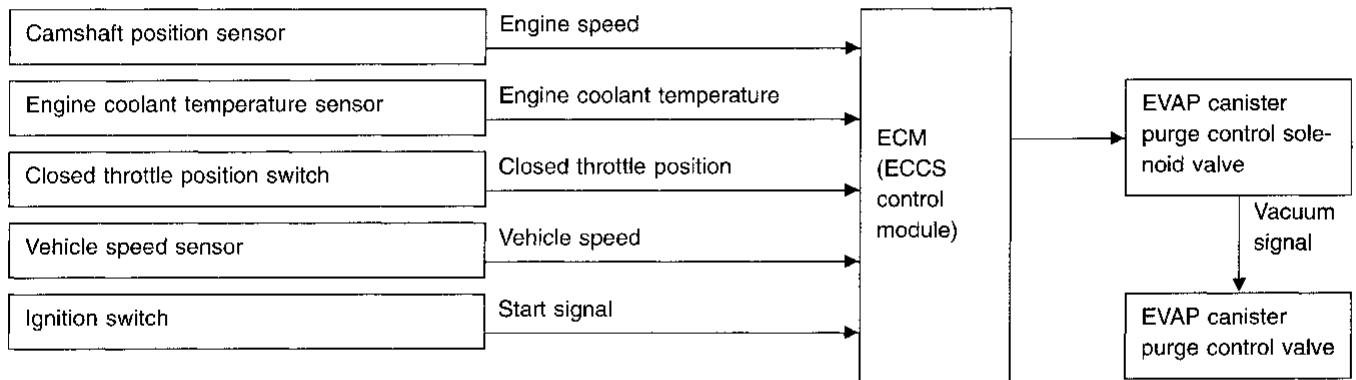 Camshaft position sensor
Engine speed
Engine coolant temperature sensor
Engine coolant temperature
Closed throttle position switch
Closed throttle position
Vehicle speed sensor
Vehicle speed
Ignition switch
Start signal
ECM
(ECCS
control
module)
EVAP canister
purge control sole-
noid valve
Vacuum
signal
EVAP canister
purge control valve